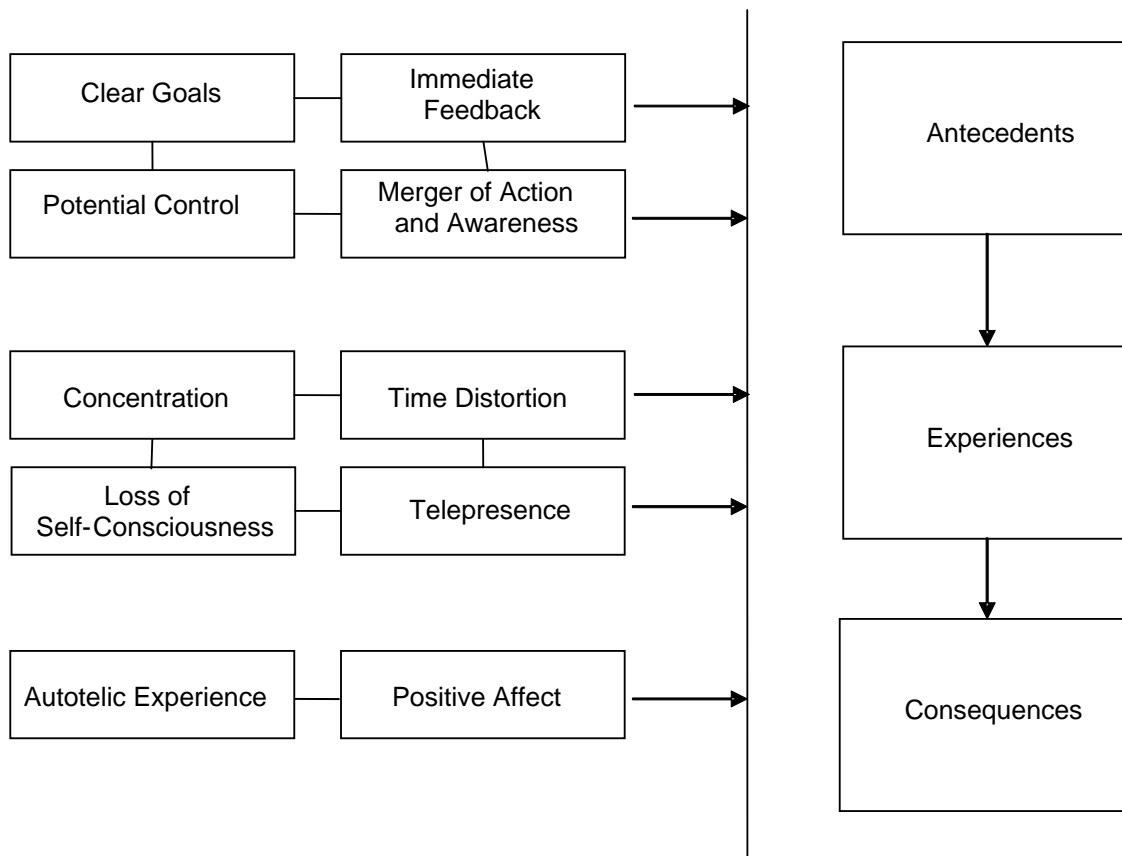 Clear Goals
Immediate
Feedback
Antecedents
Potential Control
Merger of Action
and Awareness
Concentration
Time Distortion
Experiences
Loss of
Self-Consciousness
Telepresence
Autotelic Experience
Positive Affect
Consequences